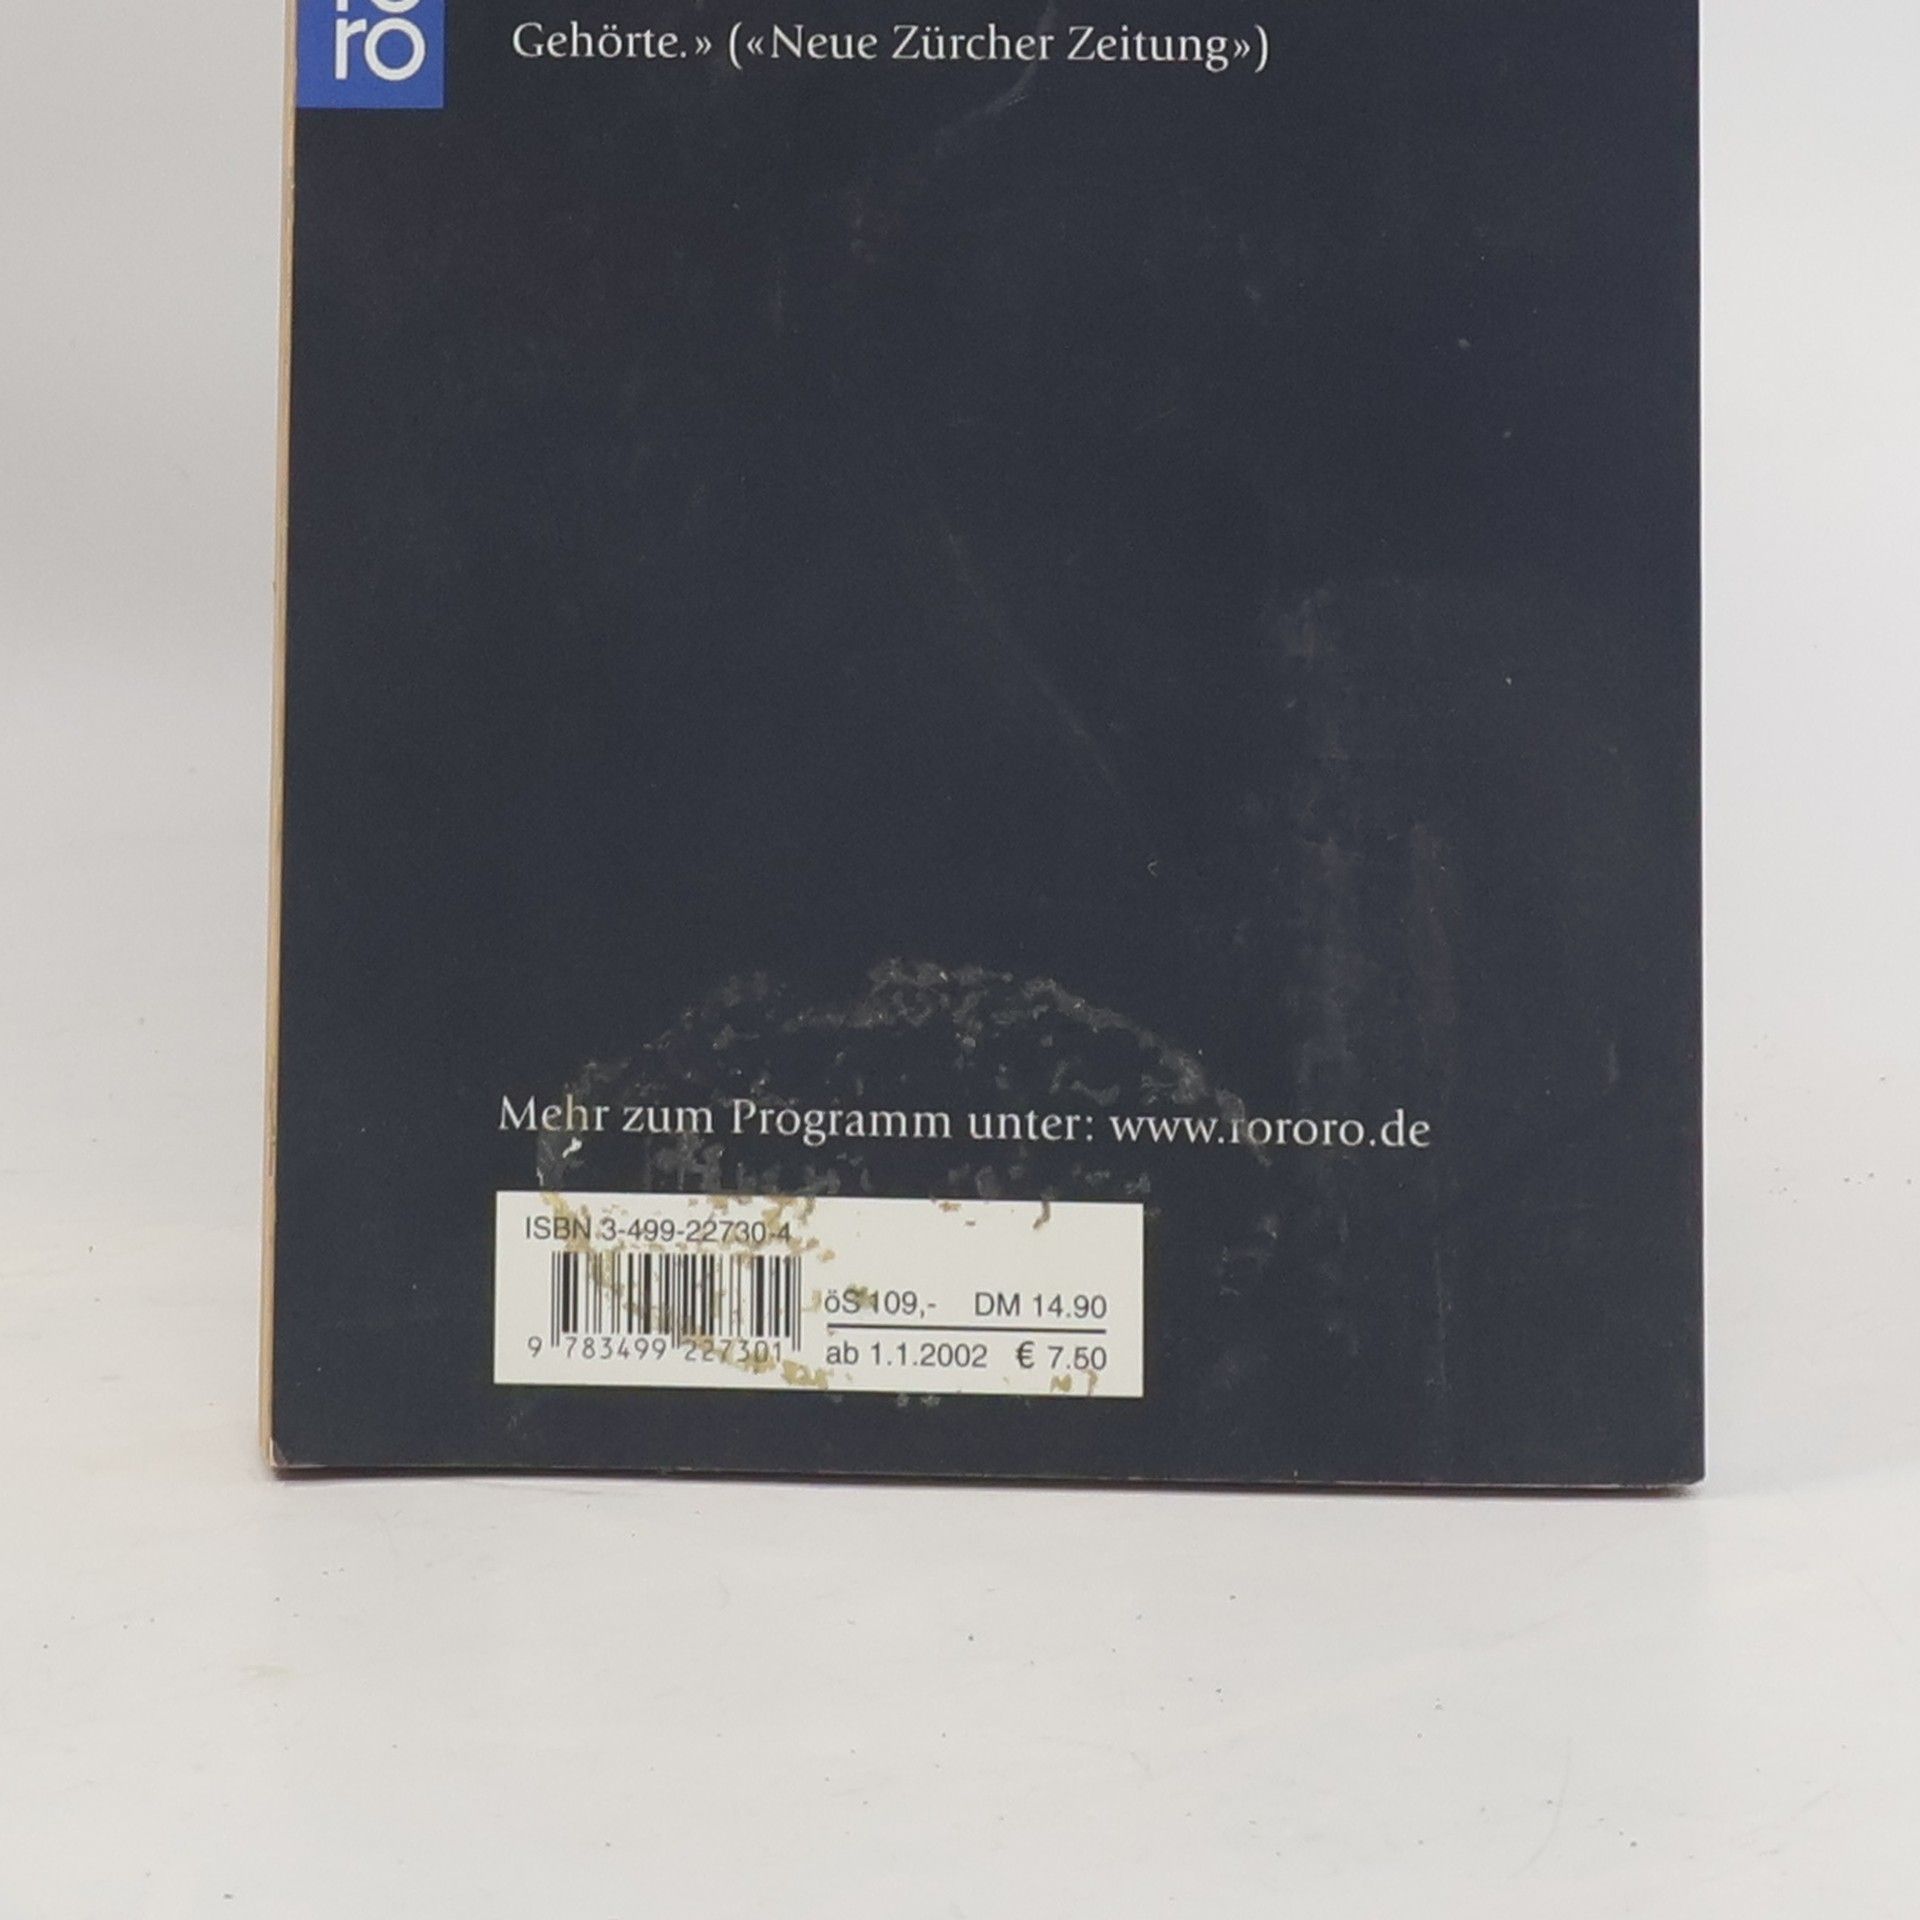 ro
ro
Gehörte.» («Neue Zürcher Zeitung»)
Mehr zum Programm unter: www.rororo.de
ISBN 3-499-22730-4
öS 109,- DM 14.90
9 783499 227301
ab 1.1.2002 € 7.50